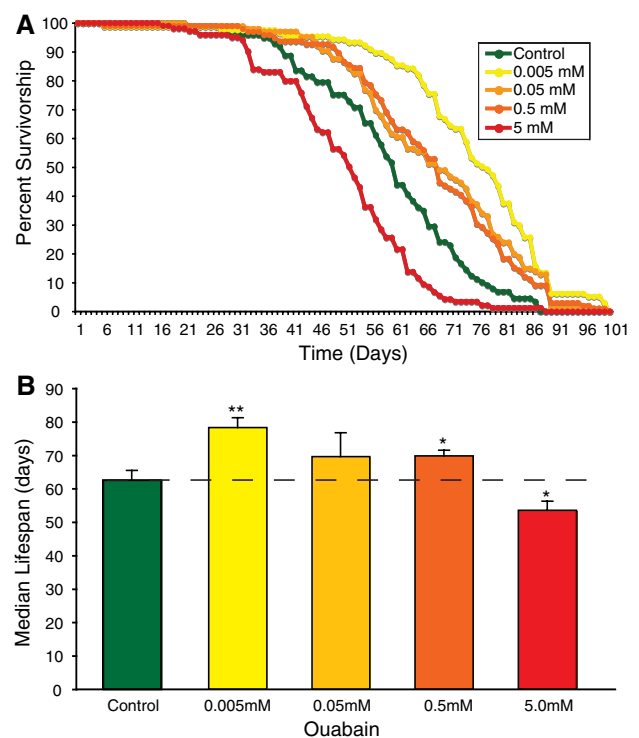 A
Percent Survivorship
100
90
80
70
60
50
40
30
20
10
0
Control
0.005 mM
0.05 mM
0.5 mM
5 mM
1 6 11 16 21 26 31 36 41 46 51 56 61 66 71 76 81 86 91 96 101
Time (Days)
B
Median Lifespan (days)
90
80
70
60
50
40
30
20
10
0
**
*
*
Control 0.005mM 0.05mM 0.5mM 5.0mM
Ouabain